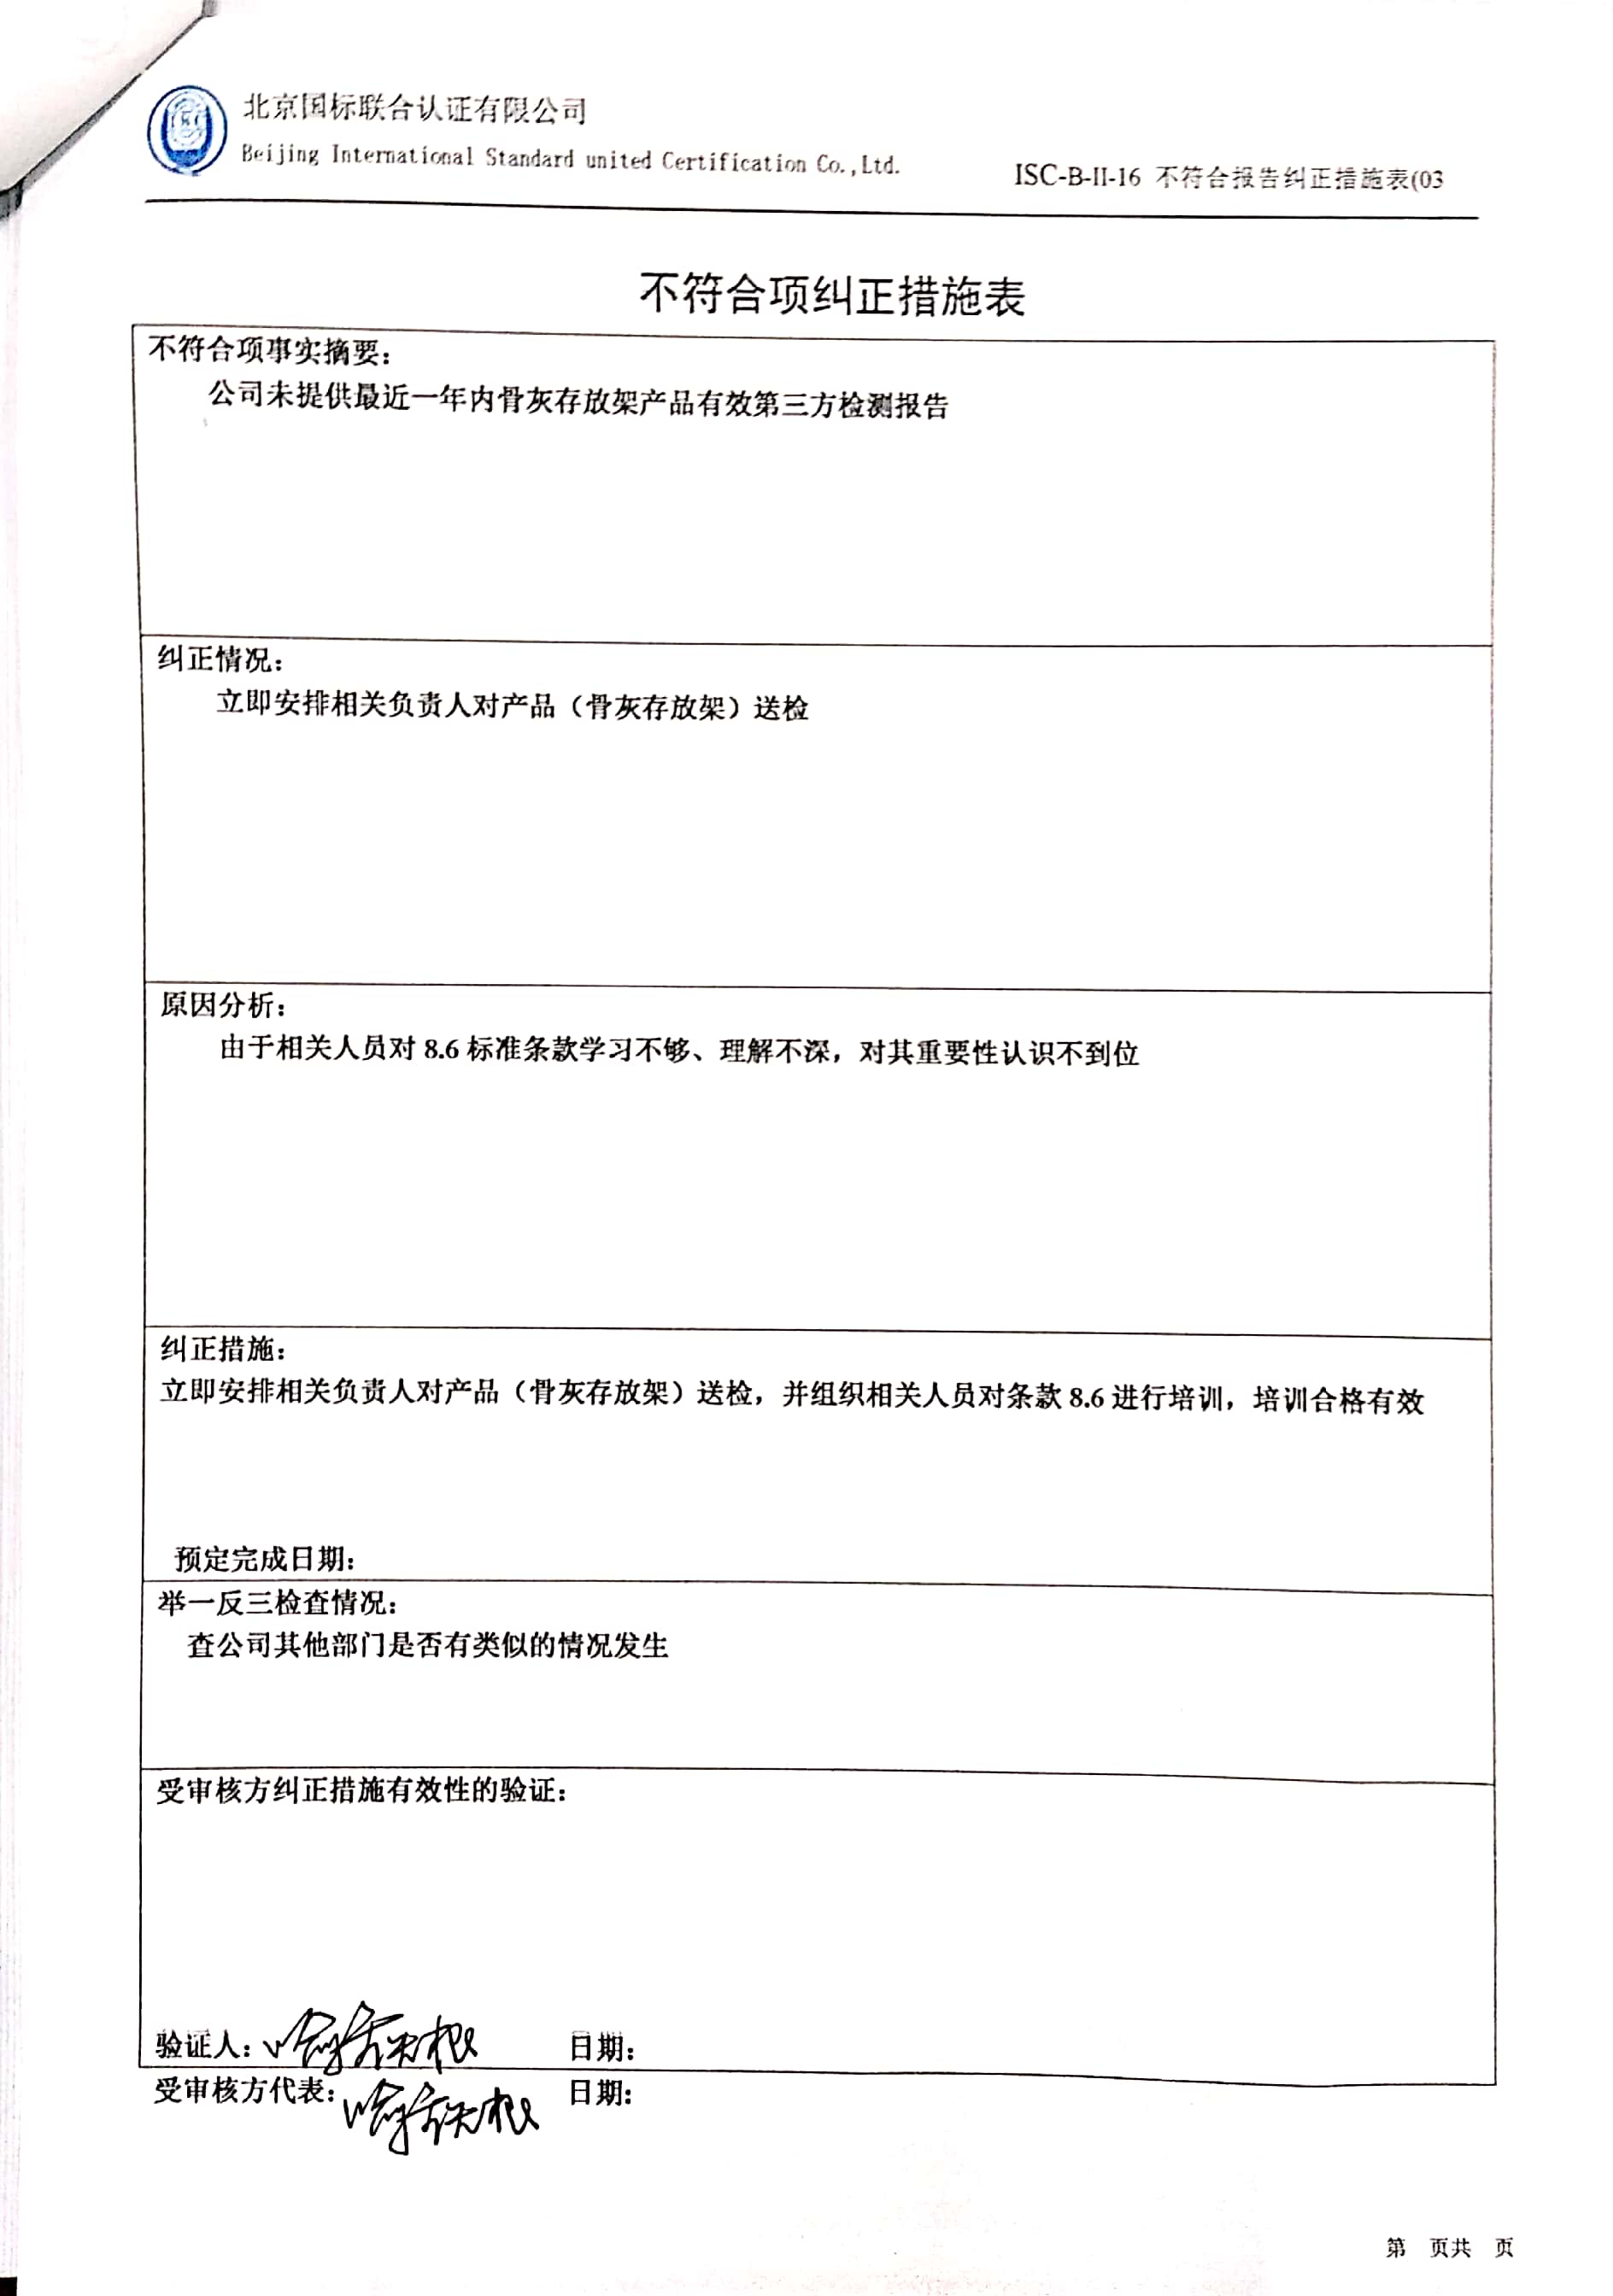 北京国标联合认证有限公司
Beijing International Standard united Certification Co.,Ltd.
ISC-B-II-16 不符合报告纠正措施表(03
不符合项纠正措施表
不符合项事实摘要：
公司未提供最近一年内骨灰存放架产品有效第三方检测报告
纠正情况：
立即安排相关负责人对产品（骨灰存放架）送检
原因分析：
由于相关人员对 8.6 标准条款学习不够、理解不深，对其重要性认识不到位
纠正措施：
立即安排相关负责人对产品（骨灰存放架）送检，并组织相关人员对条款 8.6 进行培训，培训合格有效
预定完成日期：
举一反三检查情况：
查公司其他部门是否有类似的情况发生
受审核方纠正措施有效性的验证：
验证人： 日期：
受审核方代表： 日期：
第 页共 页